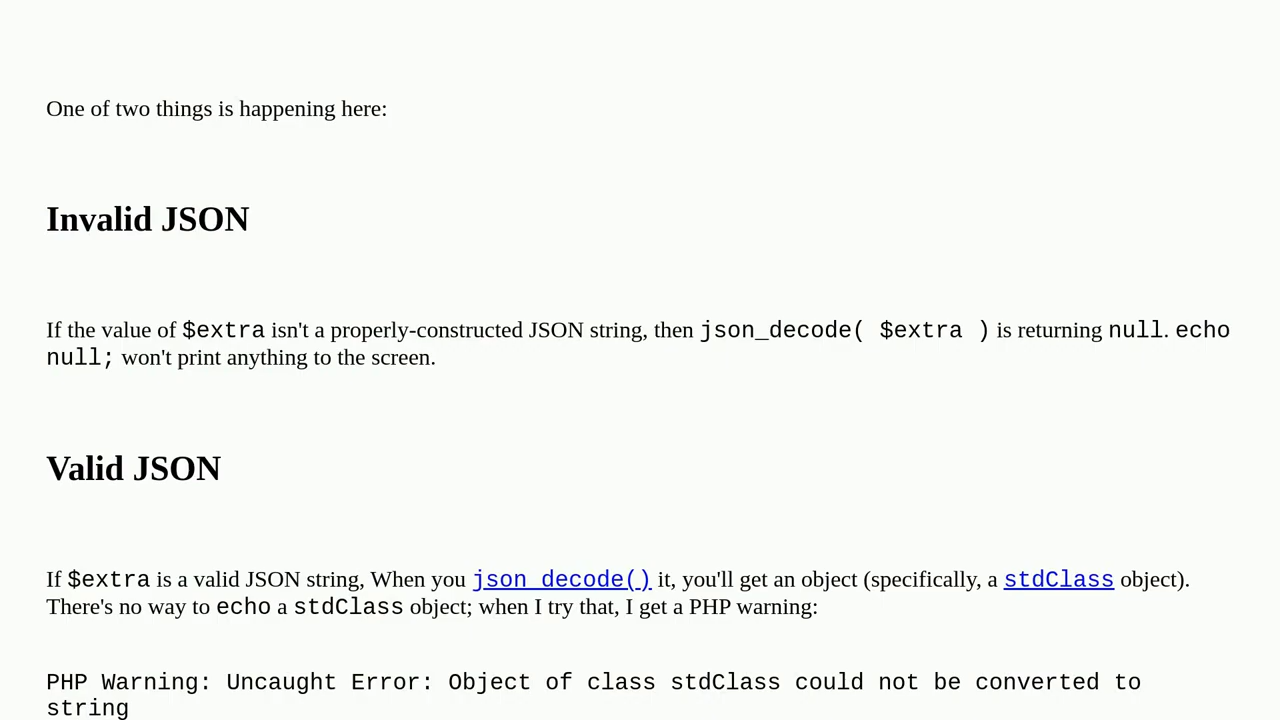 One of two things is happening here:
Invalid JSON
If the value of $extra isn't a properly-constructed JSON string, then json_decode( $extra ) is returning null. echo
null; won't print anything to the screen.
Valid JSON
If $extra is a valid JSON string, When you json_decode() it, you'll get an object (specifically, a stdClass object).
There's no way to echo a stdClass object; when I try that, I get a PHP warning:
PHP Warning: Uncaught Error: Object of class stdClass could not be converted to
string